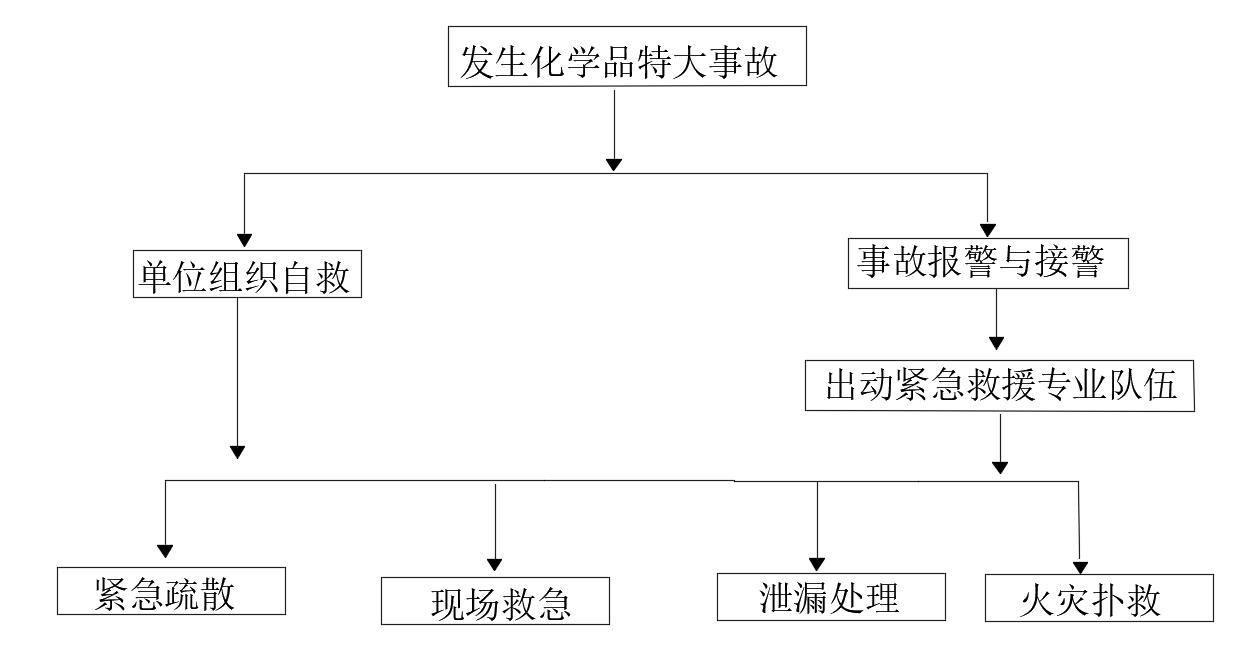 发生化学品特大事故
单位组织自救
事故报警与接警
出动紧急救援专业队伍
紧急疏散
现场救急
泄漏处理
火灾扑救